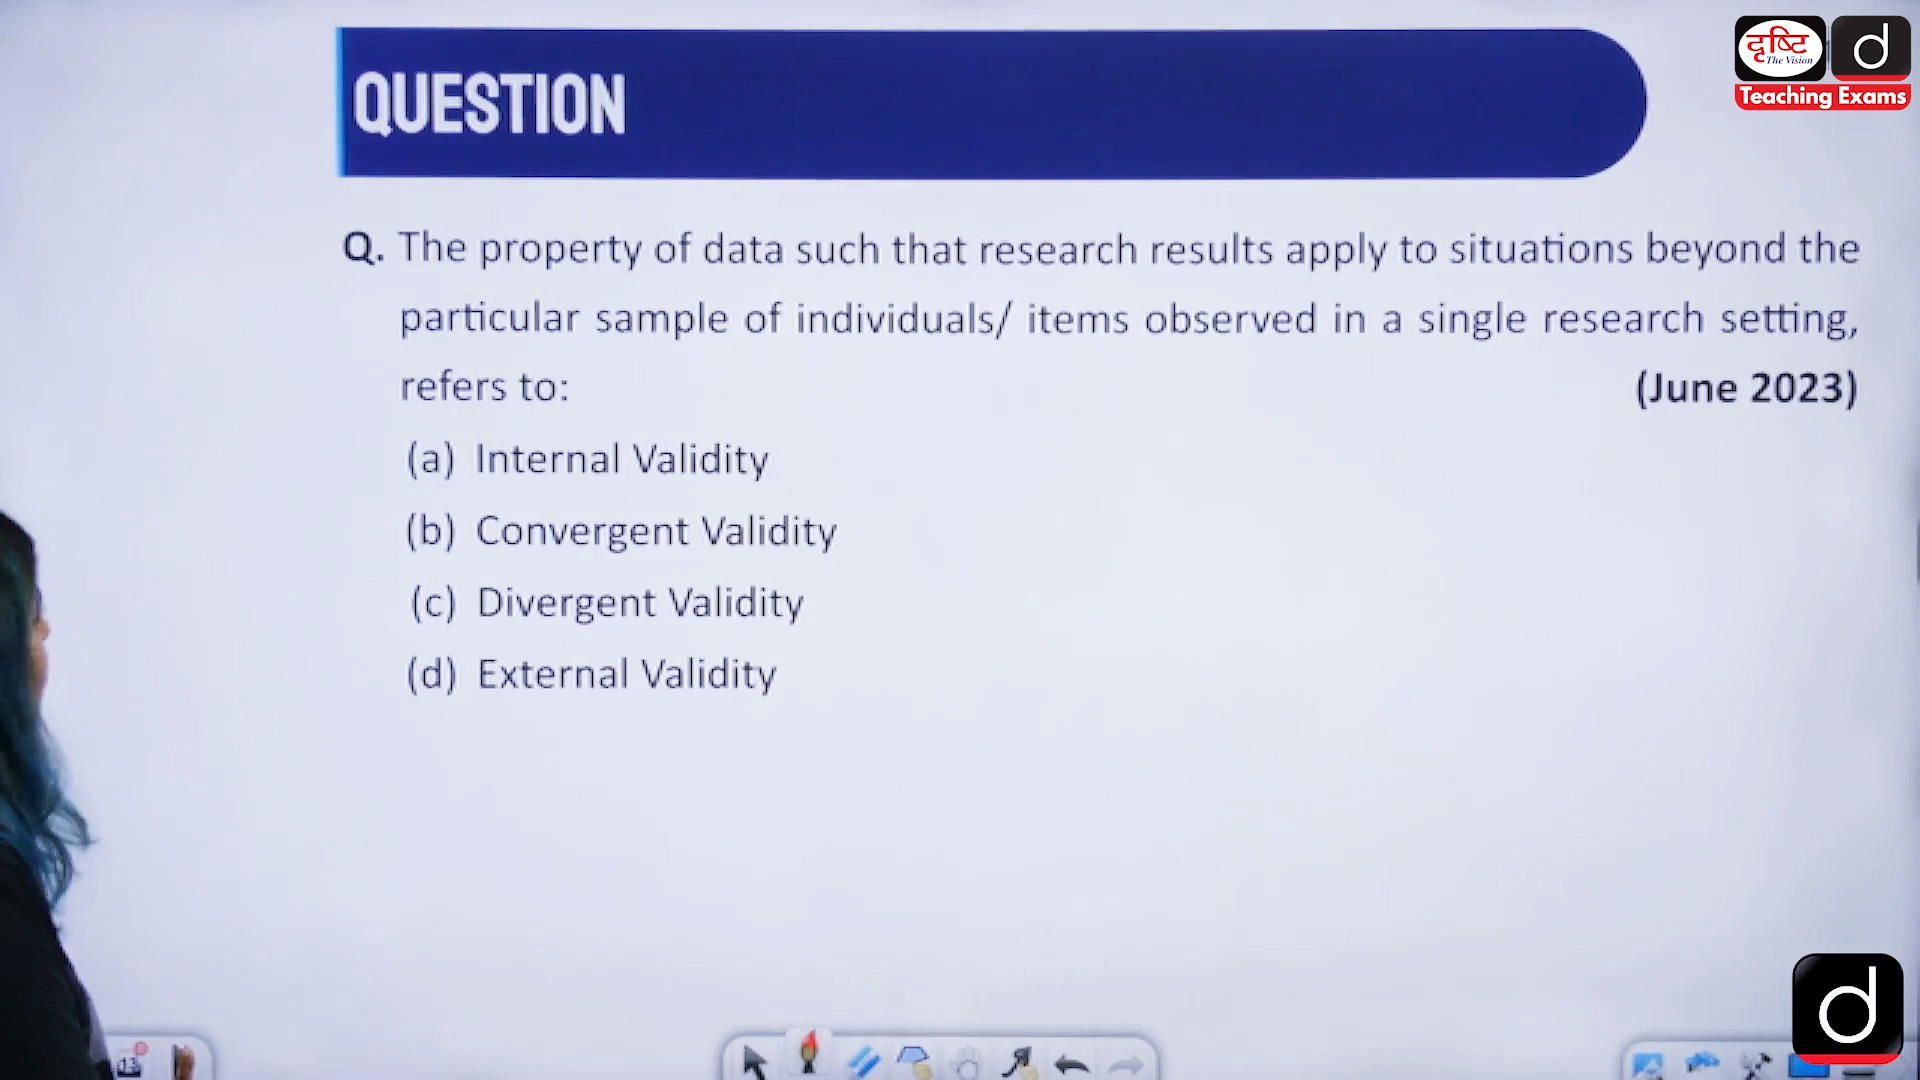 दृष्टि
The Vision
d
Teaching Exams
QUESTION
Q. The property of data such that research results apply to situations beyond the
particular sample of individuals/ items observed in a single research setting,
refers to:
(June 2023)
(a) Internal Validity
(b) Convergent Validity
(c) Divergent Validity
(d) External Validity
13
d